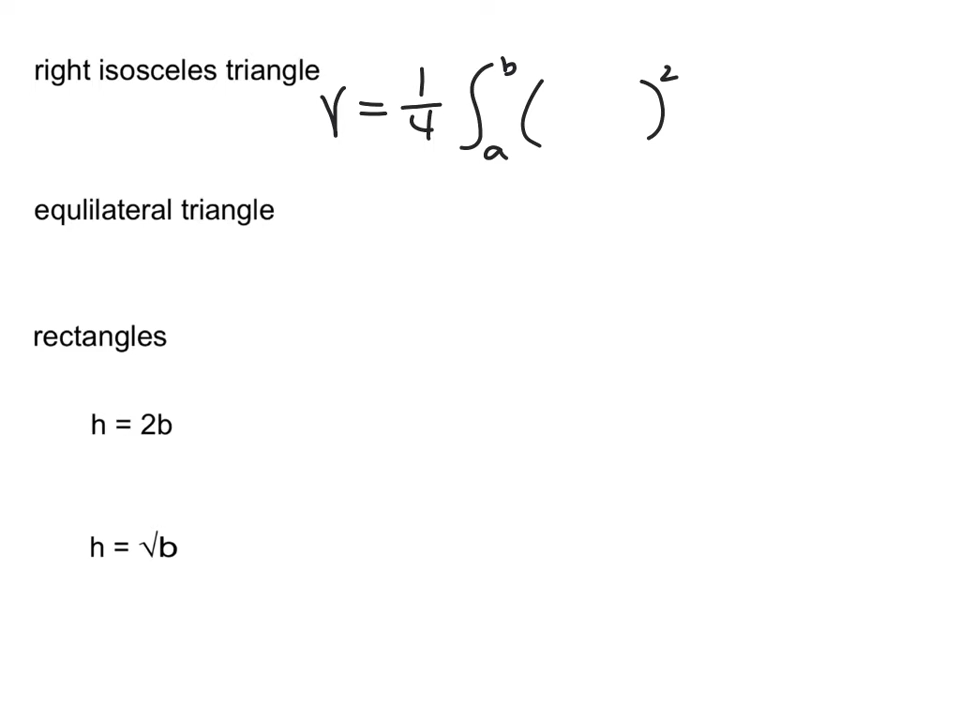 right isosceles triangle V = 1/4 ∫_a^b ( )^2
equlilateral triangle
rectangles
h = 2b
h = √b